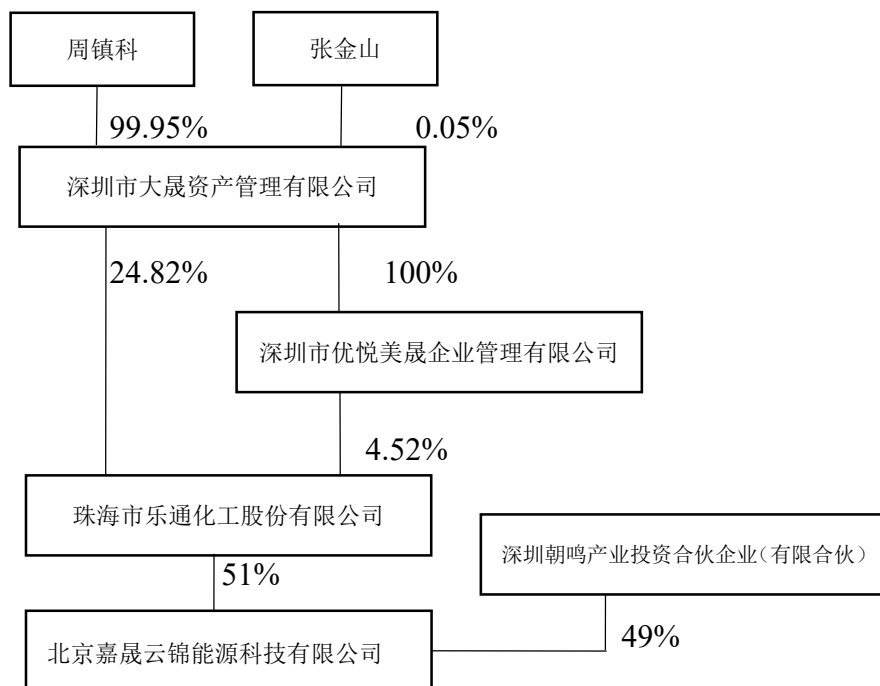 周镇科
张金山
99.95%
0.05%
深圳市大晟资产管理有限公司
24.82%
100%
深圳市优悦美晟企业管理有限公司
4.52%
珠海市乐通化工股份有限公司
深圳朝鸣产业投资合伙企业（有限合伙）
51%
49%
北京嘉晟云锦能源科技有限公司